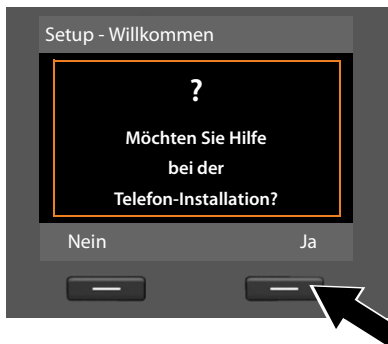 Setup - Willkommen
?
Möchten Sie Hilfe
bei der
Telefon-Installation?
Nein Ja